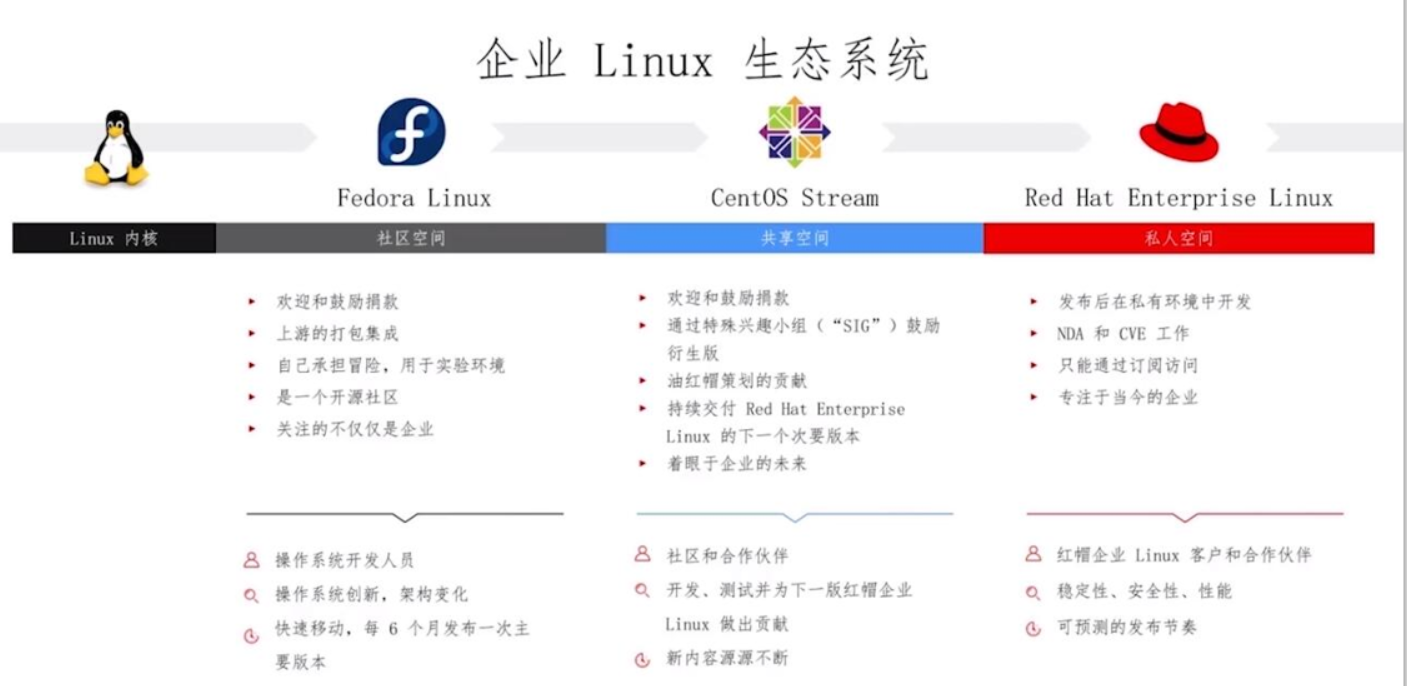 企业 Linux 生态系统
Fedora Linux
CentOS Stream
Red Hat Enterprise Linux
Linux 内核
社区空间
共享空间
私人空间
欢迎和鼓励捐款
上游的打包集成
自己承担冒险，用于实验环境
是一个开源社区
关注的不仅仅是企业
操作系统开发人员
操作系统创新，架构变化
快速移动，每 6 个月发布一次主
要版本
欢迎和鼓励捐款
通过特殊兴趣小组（“SIG”）鼓励
衍生版
油红帽策划的贡献
持续交付 Red Hat Enterprise
Linux 的下一个次要版本
着眼于企业的未来
社区和合作伙伴
开发、测试并为下一版红帽企业
Linux 做出贡献
新内容源源不断
发布后在私有环境中开发
NDA 和 CVE 工作
只能通过订阅访问
专注于当今的企业
红帽企业 Linux 客户和合作伙伴
稳定性、安全性、性能
可预测的发布节奏